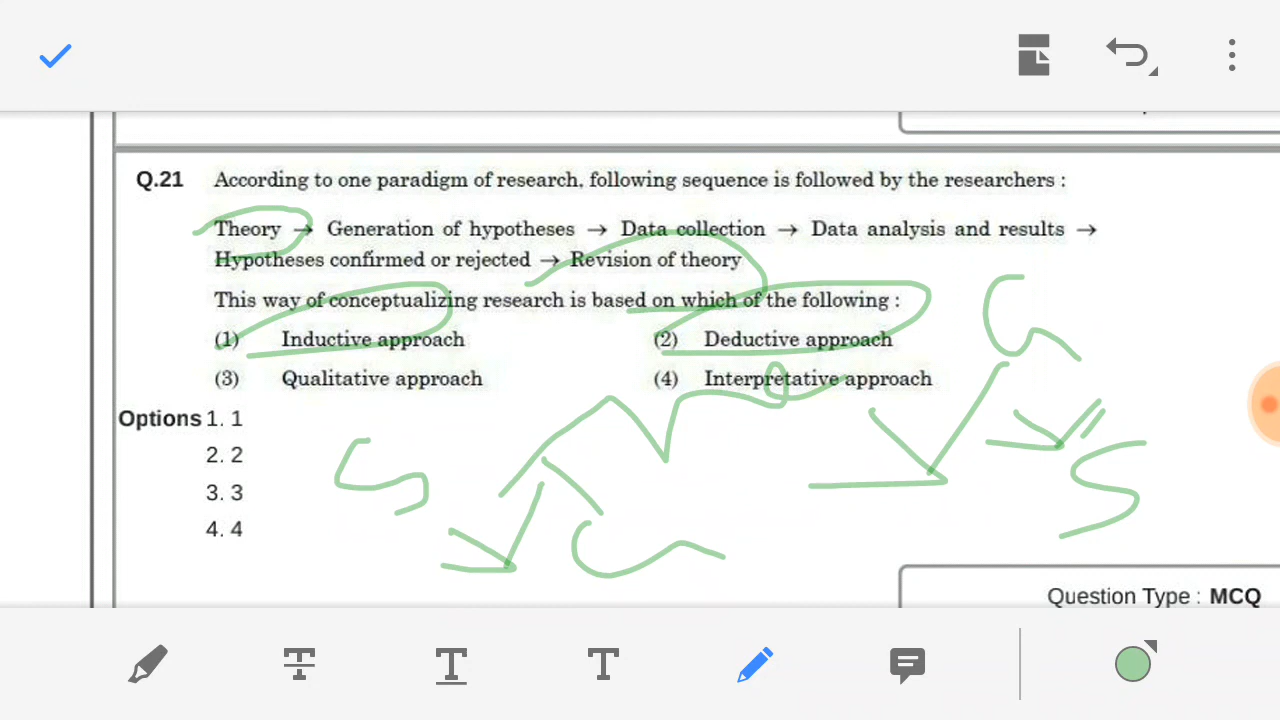 Q.21 According to one paradigm of research, following sequence is followed by the researchers :
Theory → Generation of hypotheses → Data collection → Data analysis and results →
Hypotheses confirmed or rejected → Revision of theory
This way of conceptualizing research is based on which of the following :
(1) Inductive approach (2) Deductive approach
(3) Qualitative approach (4) Interpretative approach
Options 1. 1
2. 2
3. 3
4. 4
G
S
S
G
Question Type : MCQ
T T T